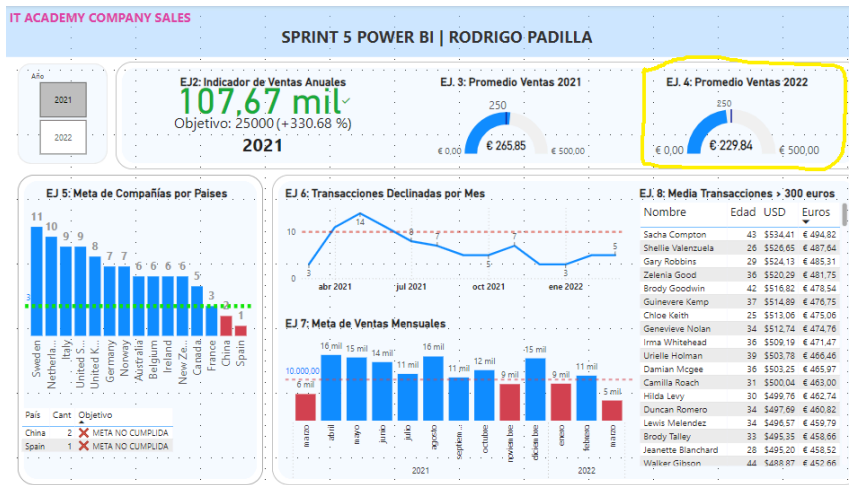 IT ACADEMY COMPANY SALES
SPRINT 5 POWER BI | RODRIGO PADILLA
Año
2021
2022
EJ2: Indicador de Ventas Anuales
107,67 mil✓
Objetivo: 25000 (+330.68 %)
2021
EJ. 3: Promedio Ventas 2021
250
€ 0,00
€ 265,85
€ 500,00
EJ. 4: Promedio Ventas 2022
250
€ 0,00
€ 229,84
€ 500,00
EJ 5: Meta de Compañías por Paises
11
10
9 9
8
7 7
6 6 6 6
5
3
2
1
3
Sweden
Netherla...
Italy
United S...
United K...
Germany
Norway
Australia
Belgium
Ireland
New Ze...
Canada
France
China
Spain
País Cant Objetivo
China 2 ❌ META NO CUMPLIDA
Spain 1 ❌ META NO CUMPLIDA
EJ 6: Transacciones Declinadas por Mes
10
0
3
14
8
7
5
7
3
5
abr 2021 jul 2021 oct 2021 ene 2022
EJ 7: Meta de Ventas Mensuales
10.000,00
6 mil
16 mil
15 mil
14 mil
11 mil
16 mil
11 mil
12 mil
9 mil
15 mil
9 mil
11 mil
5 mil
marzo
abril
mayo
junio
julio
agosto
septiem...
octubre
noviembre
diciembre
enero
febrero
marzo
2021 2022
EJ. 8: Media Transacciones > 300 euros
Nombre Edad USD Euros
Sacha Compton 43 $534,41 € 494,82
Shellie Valenzuela 26 $526,65 € 487,64
Gary Robbins 29 $524,13 € 485,31
Zelenia Good 36 $520,29 € 481,75
Brody Goodwin 42 $516,82 € 478,54
Guinevere Kemp 37 $514,89 € 476,75
Chloe Keith 25 $513,06 € 475,06
Genevieve Nolan 34 $512,74 € 474,76
Irma Whitehead 36 $509,19 € 471,47
Urielle Holman 39 $503,78 € 466,46
Damian Mcgee 36 $503,25 € 465,97
Camilla Roach 31 $500,04 € 463,00
Hilda Levy 30 $499,76 € 462,74
Duncan Romero 34 $497,69 € 460,82
Lewis Melendez 34 $496,57 € 459,79
Brody Talley 33 $495,35 € 458,66
Jeanette Blanchard 28 $495,20 € 458,52
Walker Gibson 44 $488,87 € 452,66